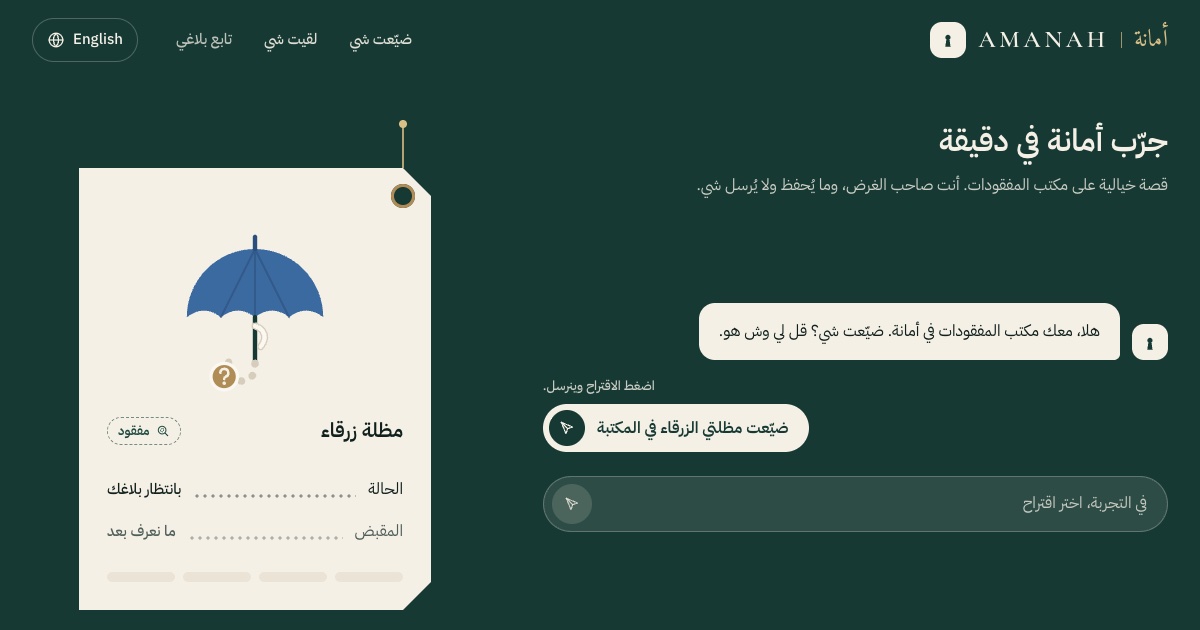 أمانة | AMANAH
ضيّعت شي
لقيت شي
تابع بلاغي
English
جرّب أمانة في دقيقة
قصة خيالية على مكتب المفقودات. أنت صاحب الغرض، وما يُحفظ ولا يُرسل شي.
هلا، معك مكتب المفقودات في أمانة. ضيّعت شي؟ قل لي وش هو.
اضغط الاقتراح وينرسل.
ضيّعت مظلتي الزرقاء في المكتبة
في التجربة، اختر اقتراح
?
مظلة زرقاء
مفقود
الحالة ........................ بانتظار بلاغك
المقبض ........................ ما نعرف بعد